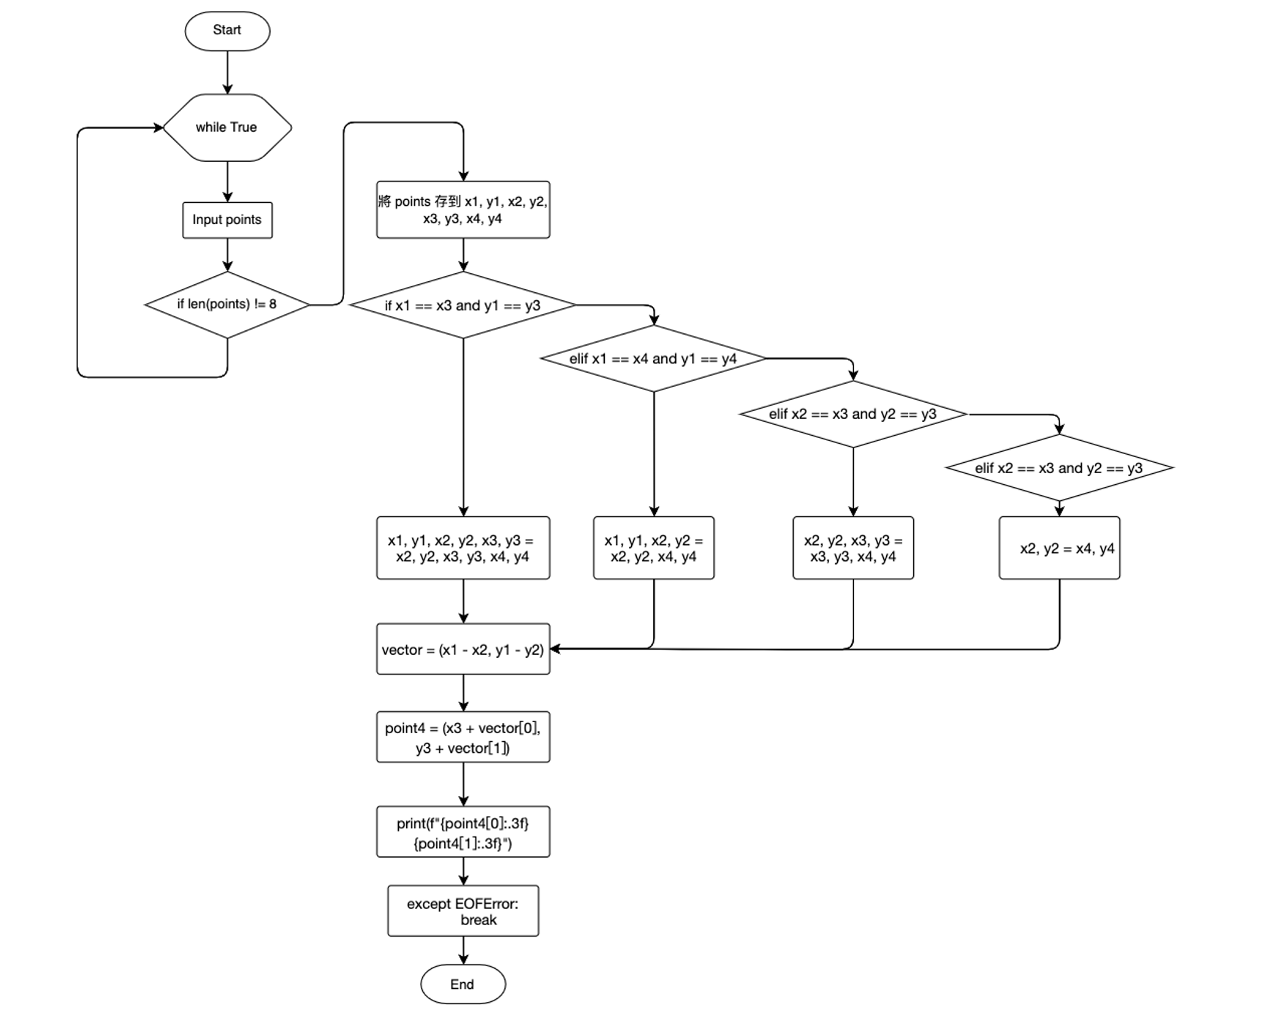 Start
while True
Input points
if len(points) != 8
將 points 存到 x1, y1, x2, y2,
x3, y3, x4, y4
if x1 == x3 and y1 == y3
elif x1 == x4 and y1 == y4
elif x2 == x3 and y2 == y3
elif x2 == x3 and y2 == y3
x1, y1, x2, y2, x3, y3 =
x2, y2, x3, y3, x4, y4
x1, y1, x2, y2 =
x2, y2, x4, y4
x2, y2, x3, y3 =
x3, y3, x4, y4
x2, y2 = x4, y4
vector = (x1 - x2, y1 - y2)
point4 = (x3 + vector[0],
y3 + vector[1])
print(f"{point4[0]:.3f}
{point4[1]:.3f}")
except EOFError:
break
End